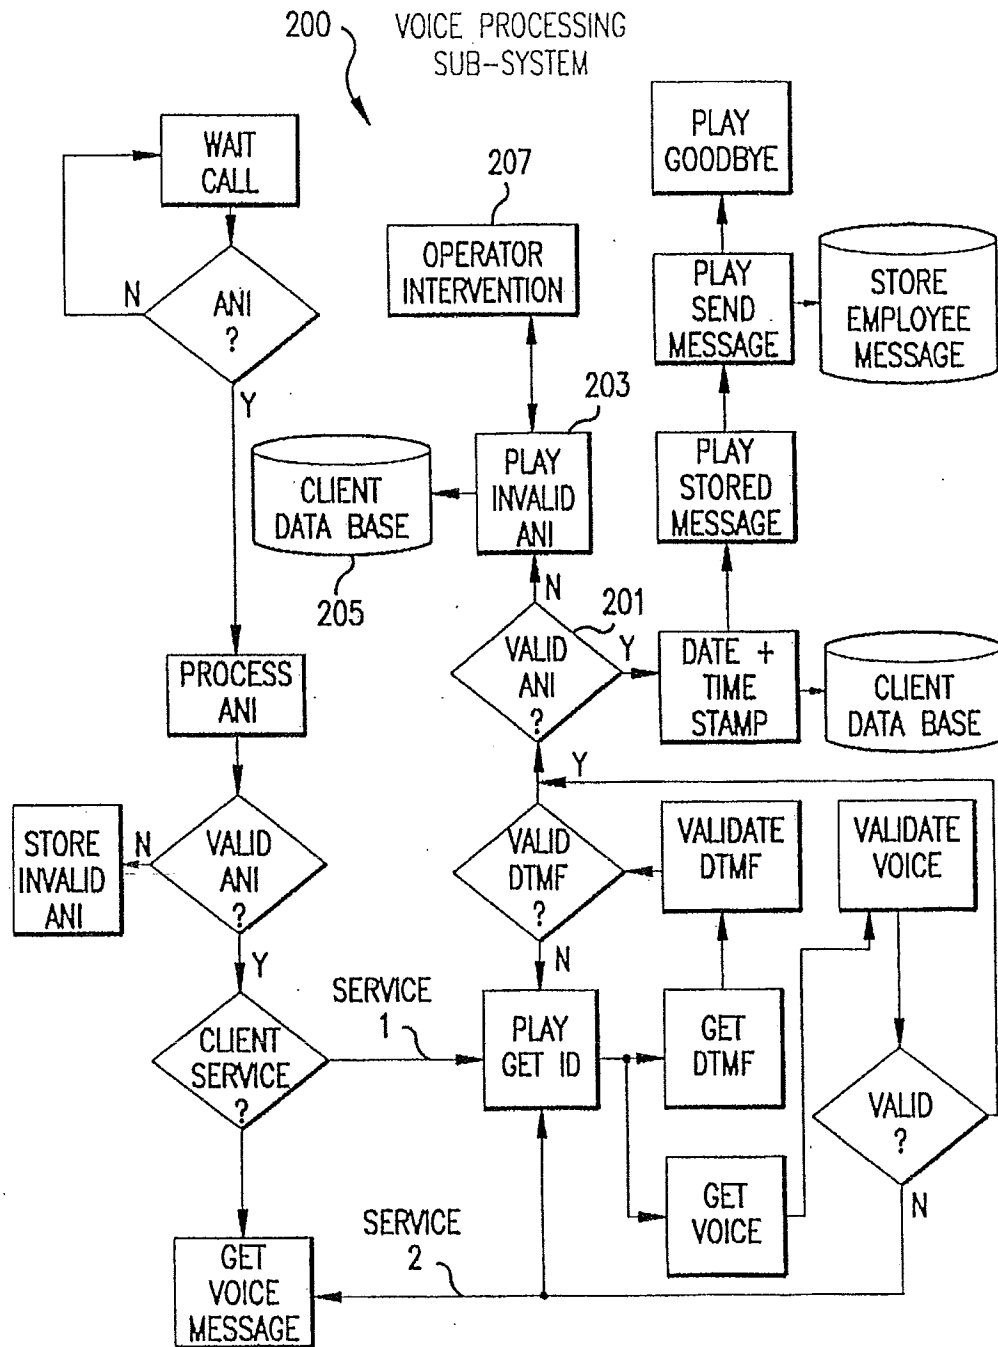 200
VOICE PROCESSING
SUB-SYSTEM
WAIT
CALL
N
ANI
?
Y
PROCESS
ANI
STORE
INVALID
ANI
N
VALID
ANI
?
Y
CLIENT
SERVICE
?
SERVICE
1
GET
VOICE
MESSAGE
SERVICE
2
207
OPERATOR
INTERVENTION
203
PLAY
INVALID
ANI
CLIENT
DATA BASE
205
N
201
VALID
ANI
?
Y
Y
VALID
DTMF
?
N
PLAY
GET ID
PLAY
GOODBYE
PLAY
SEND
MESSAGE
STORE
EMPLOYEE
MESSAGE
PLAY
STORED
MESSAGE
DATE +
TIME
STAMP
CLIENT
DATA BASE
VALIDATE
DTMF
VALIDATE
VOICE
GET
DTMF
VALID
?
N
GET
VOICE